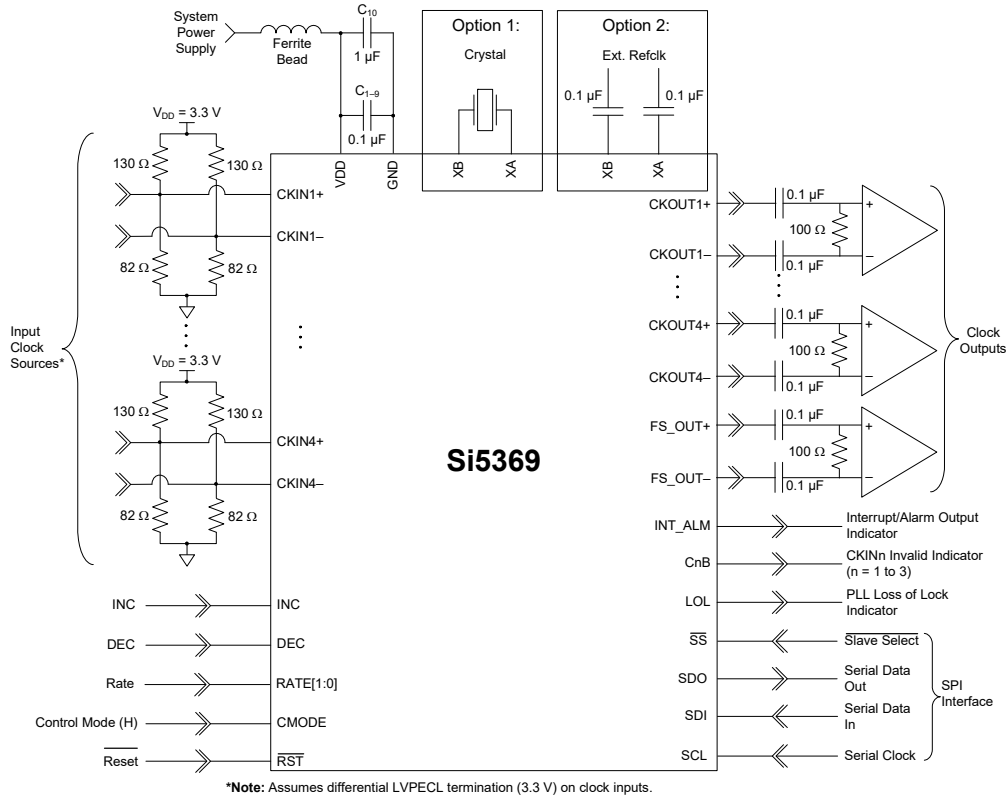 System
Power
Supply
Ferrite
Bead
C10
1 µF
C1–9
0.1 µF
Option 1:
Crystal
XB
XA
Option 2:
Ext. Refclk
0.1 µF
0.1 µF
XB
XA
VDD
GND
VDD = 3.3 V
130 Ω
130 Ω
CKIN1+
CKIN1–
82 Ω
82 Ω
Input
Clock
Sources*
VDD = 3.3 V
130 Ω
130 Ω
CKIN4+
CKIN4–
82 Ω
82 Ω
INC
INC
DEC
DEC
Rate
RATE[1:0]
Control Mode (H)
CMODE
Reset
RST
Si5369
CKOUT1+
0.1 µF
+
100 Ω
CKOUT1–
0.1 µF
–
CKOUT4+
0.1 µF
+
100 Ω
CKOUT4–
0.1 µF
–
FS_OUT+
0.1 µF
+
100 Ω
FS_OUT–
0.1 µF
–
Clock
Outputs
INT_ALM
Interrupt/Alarm Output
Indicator
CnB
CKINn Invalid Indicator
(n = 1 to 3)
LOL
PLL Loss of Lock
Indicator
SS
Slave Select
SDO
Serial Data
Out
SDI
Serial Data
In
SCL
Serial Clock
SPI
Interface
*Note: Assumes differential LVPECL termination (3.3 V) on clock inputs.